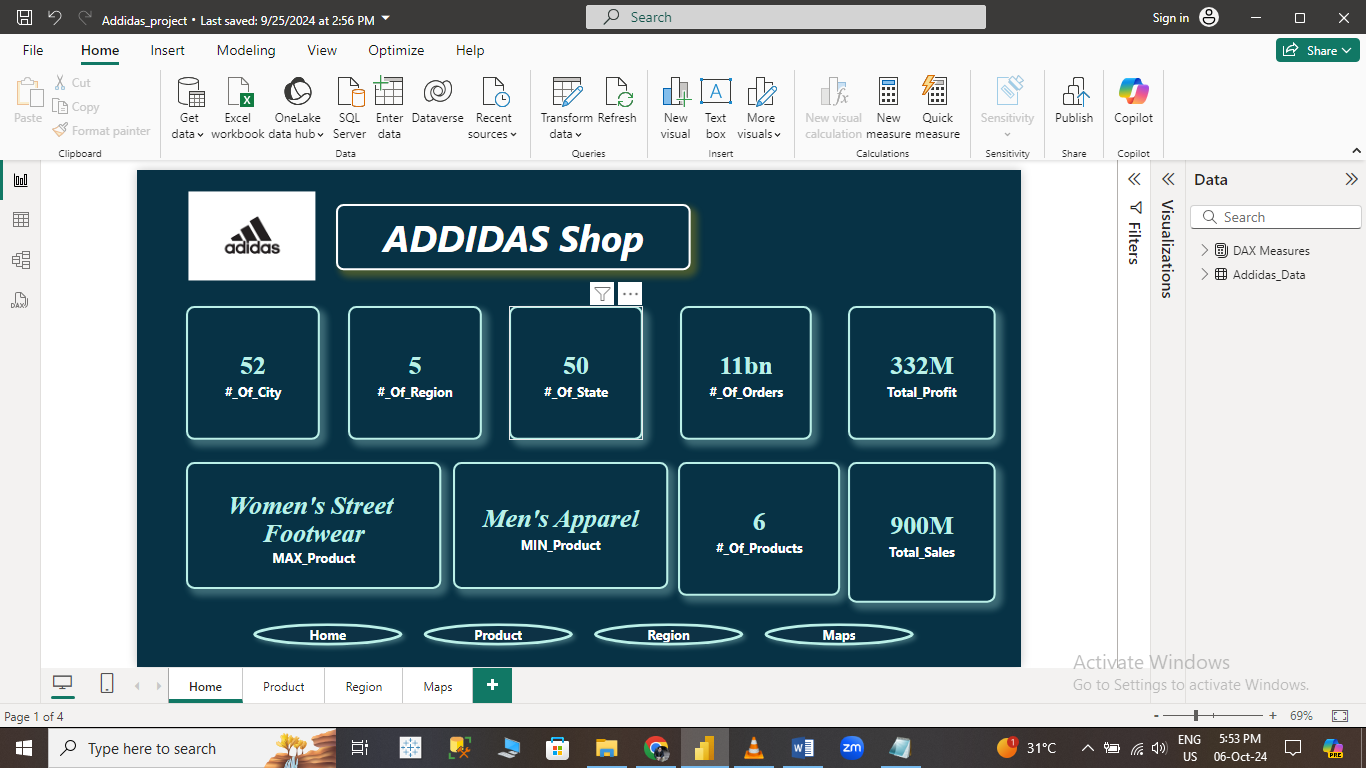 Addidas_project • Last saved: 9/25/2024 at 2:56 PM
Search
Sign in
File Home Insert Modeling View Optimize Help
Share
Paste
Cut
Copy
Format painter
Clipboard
Get data
Excel workbook
OneLake data hub
SQL Server
Enter data
Dataverse
Recent sources
Data
Transform data
Refresh
Queries
New visual
Text box
More visuals
Insert
New visual calculation
New measure
Quick measure
Calculations
Sensitivity
Sensitivity
Publish
Share
Copilot
Copilot
adidas
ADDIDAS Shop
52
#_Of_City
5
#_Of_Region
50
#_Of_State
11bn
#_Of_Orders
332M
Total_Profit
Women's Street
Footwear
MAX_Product
Men's Apparel
MIN_Product
6
#_Of_Products
900M
Total_Sales
Home Product Region Maps
Filters
Visualizations
Data
Search
DAX Measures
Addidas_Data
DAX
Activate Windows
Go to Settings to activate Windows.
Home Product Region Maps +
Page 1 of 4
- + 69%
Type here to search
zm
1
31°C
ENG
US
5:53 PM
06-Oct-24
PRE